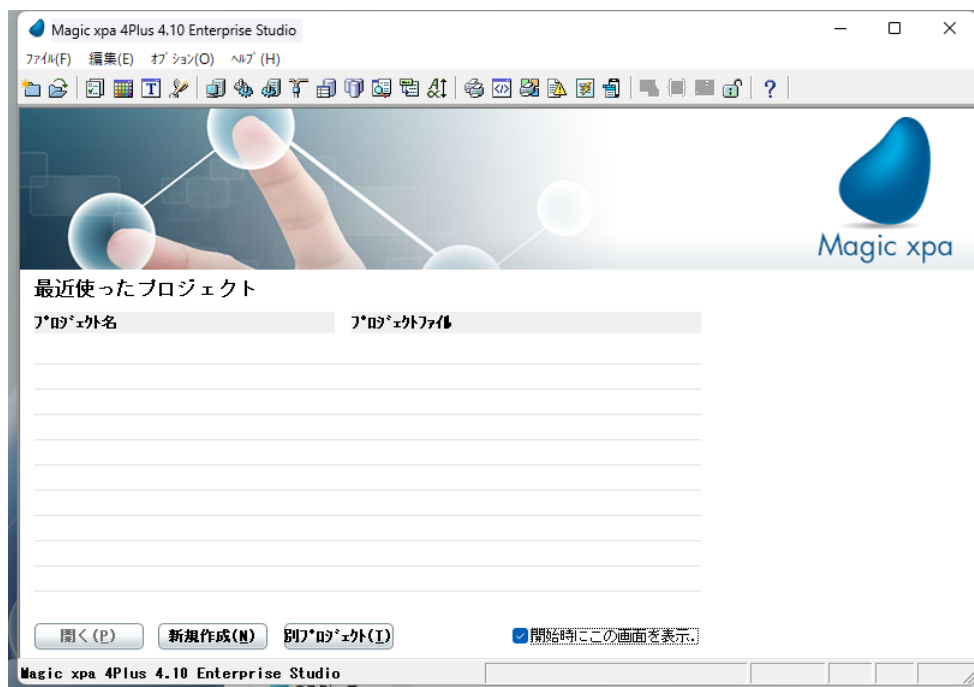 Magic xpa 4Plus 4.10 Enterprise Studio
ﾌｧｲﾙ(F) 編集(E) ｵﾌﾟｼｮﾝ(O) ﾍﾙﾌﾟ(H)
Magic xpa
最近使ったプロジェクト
ﾌﾟﾛｼﾞｪｸﾄ名 ﾌﾟﾛｼﾞｪｸﾄﾌｧｲﾙ
開く(P) 新規作成(N) 別ﾌﾟﾛｼﾞｪｸﾄ(I) 開始時にこの画面を表示.
Magic xpa 4Plus 4.10 Enterprise Studio